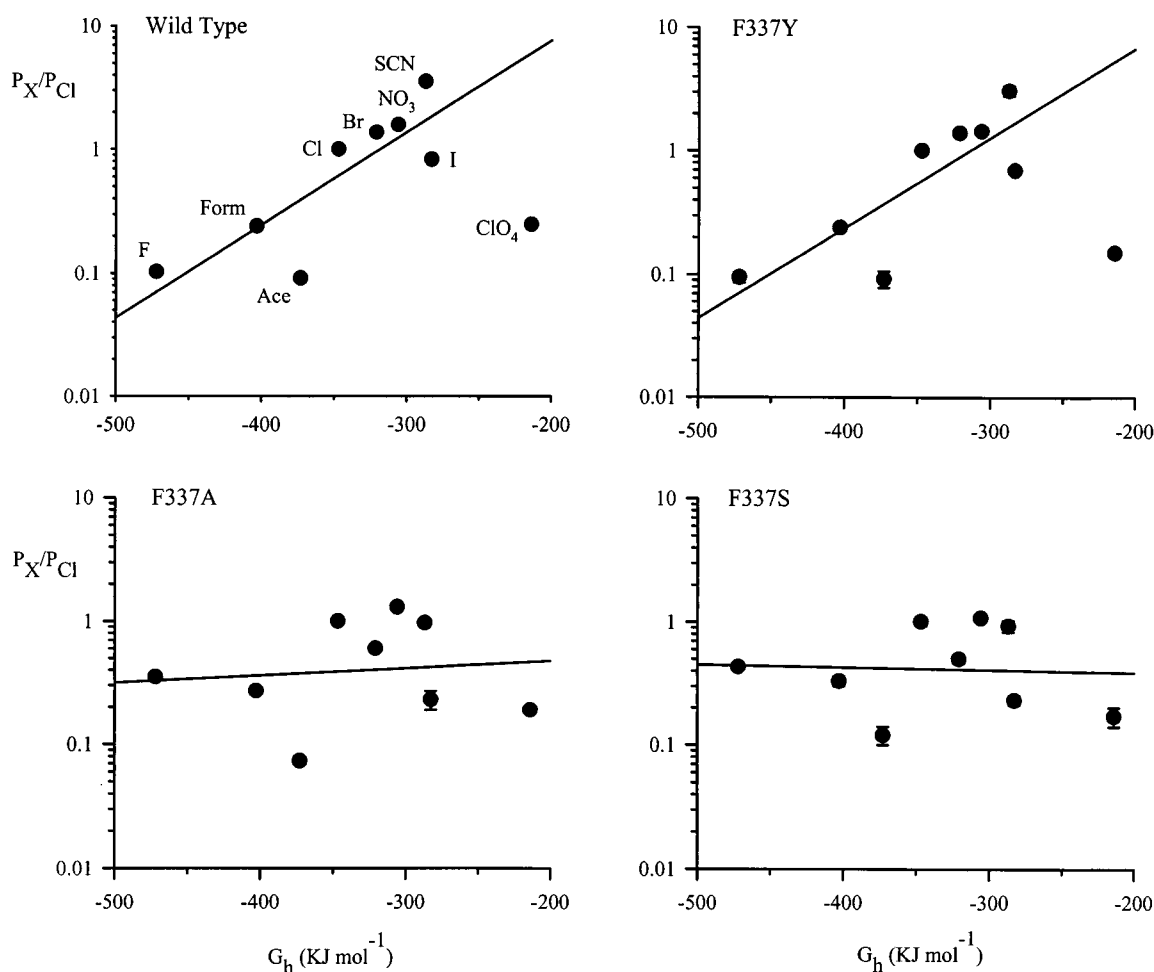 Wild Type
F337Y
10
1
0.1
0.01
P_X/P_Cl
SCN
NO3
Br
Cl
I
Form
ClO4
F
Ace
-500 -400 -300 -200
10
1
0.1
0.01
-500 -400 -300 -200
F337A
F337S
10
1
0.1
0.01
P_X/P_Cl
-500 -400 -300 -200
G_h (KJ mol^-1)
10
1
0.1
0.01
-500 -400 -300 -200
G_h (KJ mol^-1)